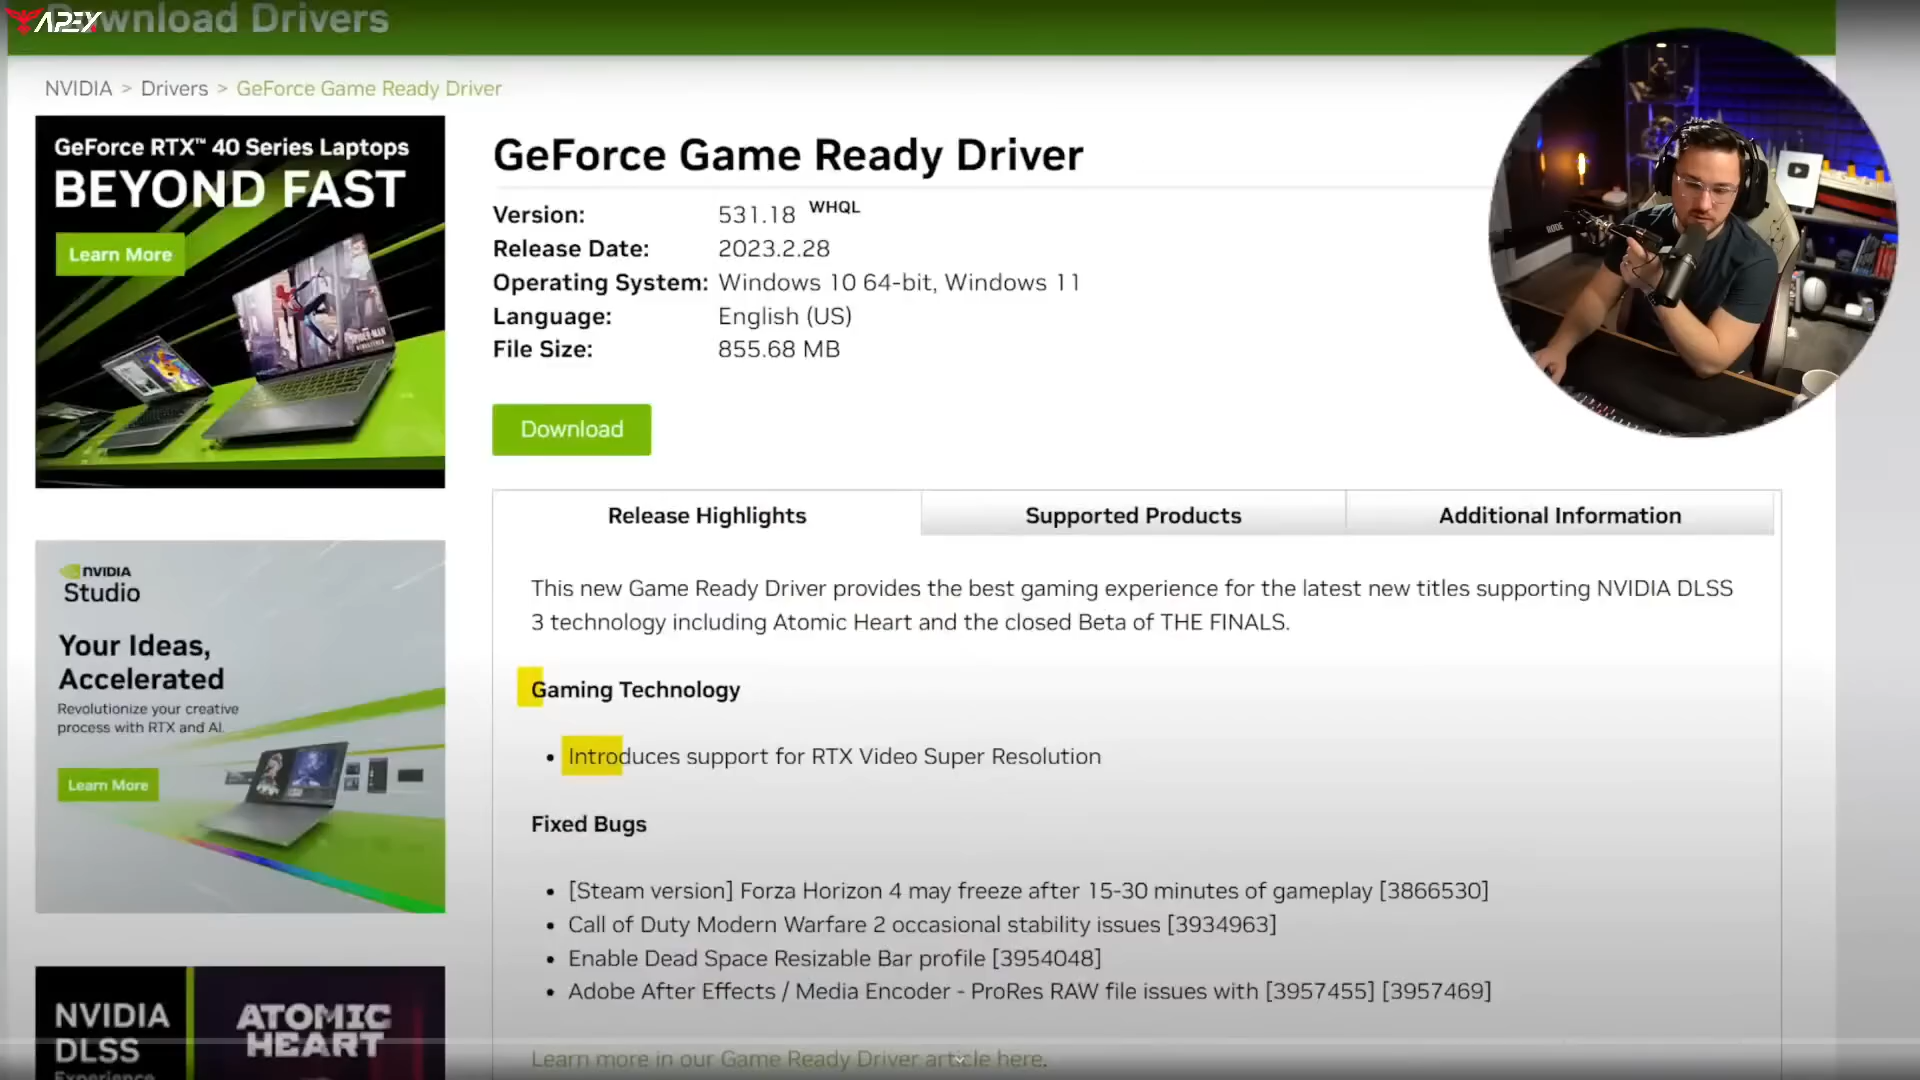 APEX
Download Drivers
NVIDIA > Drivers > GeForce Game Ready Driver
GeForce RTX™ 40 Series Laptops
BEYOND FAST
Learn More
GeForce Game Ready Driver
Version: 531.18 WHQL
Release Date: 2023.2.28
Operating System: Windows 10 64-bit, Windows 11
Language: English (US)
File Size: 855.68 MB
Download
RODE
NVIDIA
Studio
Your Ideas,
Accelerated
Revolutionize your creative
process with RTX and AI.
Learn More
Release Highlights
Supported Products
Additional Information
This new Game Ready Driver provides the best gaming experience for the latest new titles supporting NVIDIA DLSS
3 technology including Atomic Heart and the closed Beta of THE FINALS.
Gaming Technology
• Introduces support for RTX Video Super Resolution
Fixed Bugs
• [Steam version] Forza Horizon 4 may freeze after 15-30 minutes of gameplay [3866530]
• Call of Duty Modern Warfare 2 occasional stability issues [3934963]
• Enable Dead Space Resizable Bar profile [3954048]
• Adobe After Effects / Media Encoder - ProRes RAW file issues with [3957455] [3957469]
Learn more in our Game Ready Driver article here.
NVIDIA
DLSS
Experience
ATOMIC
HEART